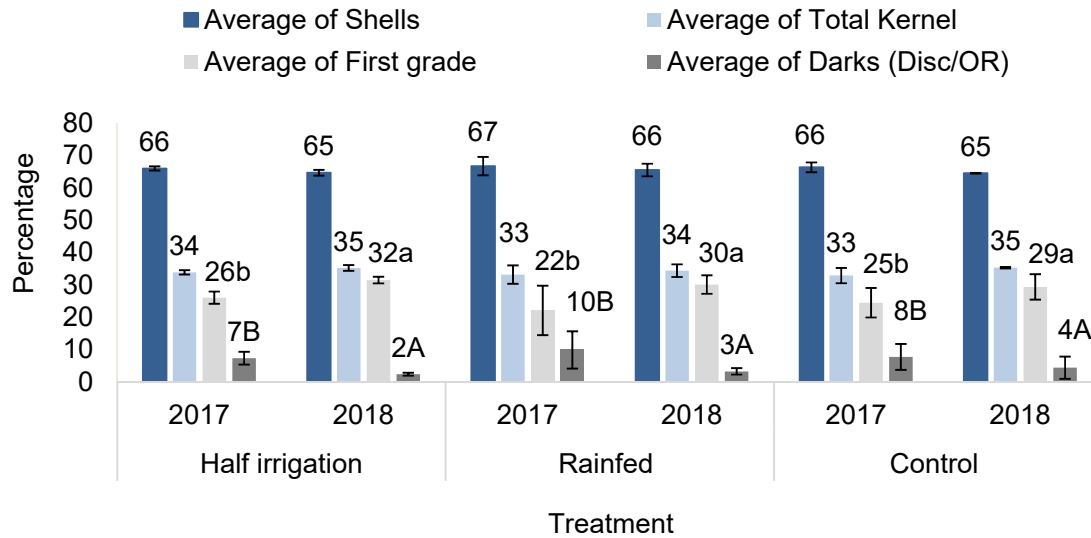 Average of Shells
Average of Total Kernel
Average of First grade
Average of Darks (Disc/OR)
Percentage
80
70
60
50
40
30
20
10
0
66
34
26b
7B
65
35
32a
2A
67
33
22b
10B
66
34
30a
3A
66
33
25b
8B
65
35
29a
4A
2017
2018
2017
2018
2017
2018
Half irrigation
Rainfed
Control
Treatment